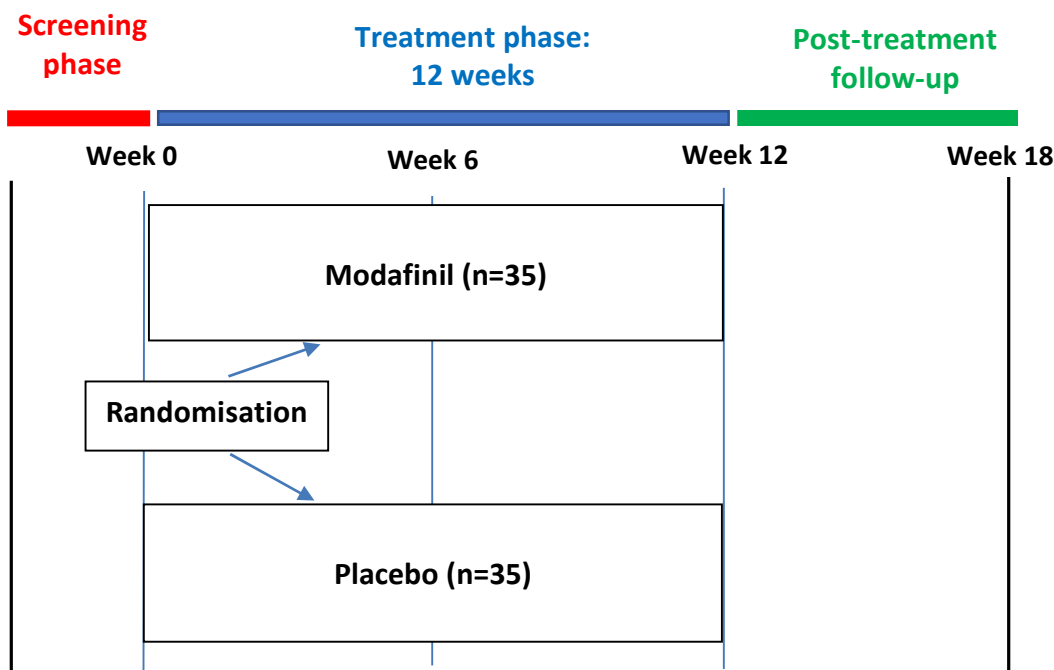 Screening
phase
Treatment phase:
12 weeks
Post-treatment
follow-up
Week 0
Week 6
Week 12
Week 18
Modafinil (n=35)
Randomisation
Placebo (n=35)